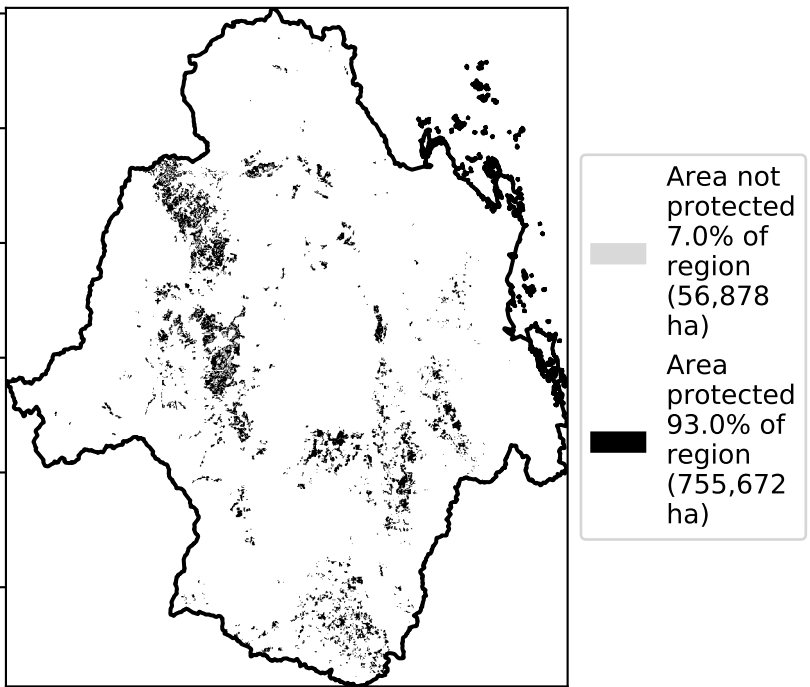 Area not
protected
7.0% of
region
(56,878
ha)
Area
protected
93.0% of
region
(755,672
ha)